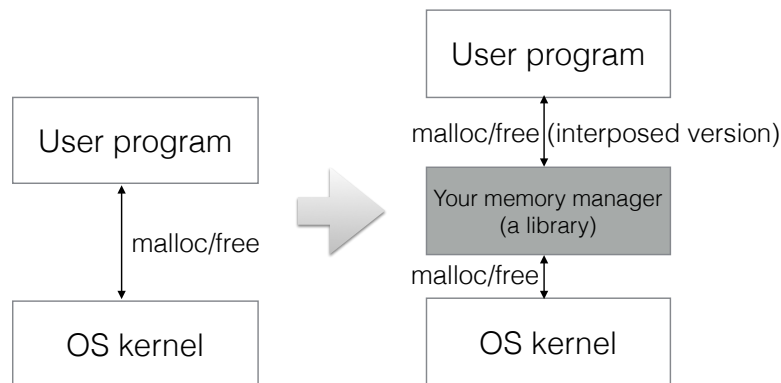 User program
malloc/free
OS kernel
User program
malloc/free (interposed version)
Your memory manager
(a library)
malloc/free
OS kernel